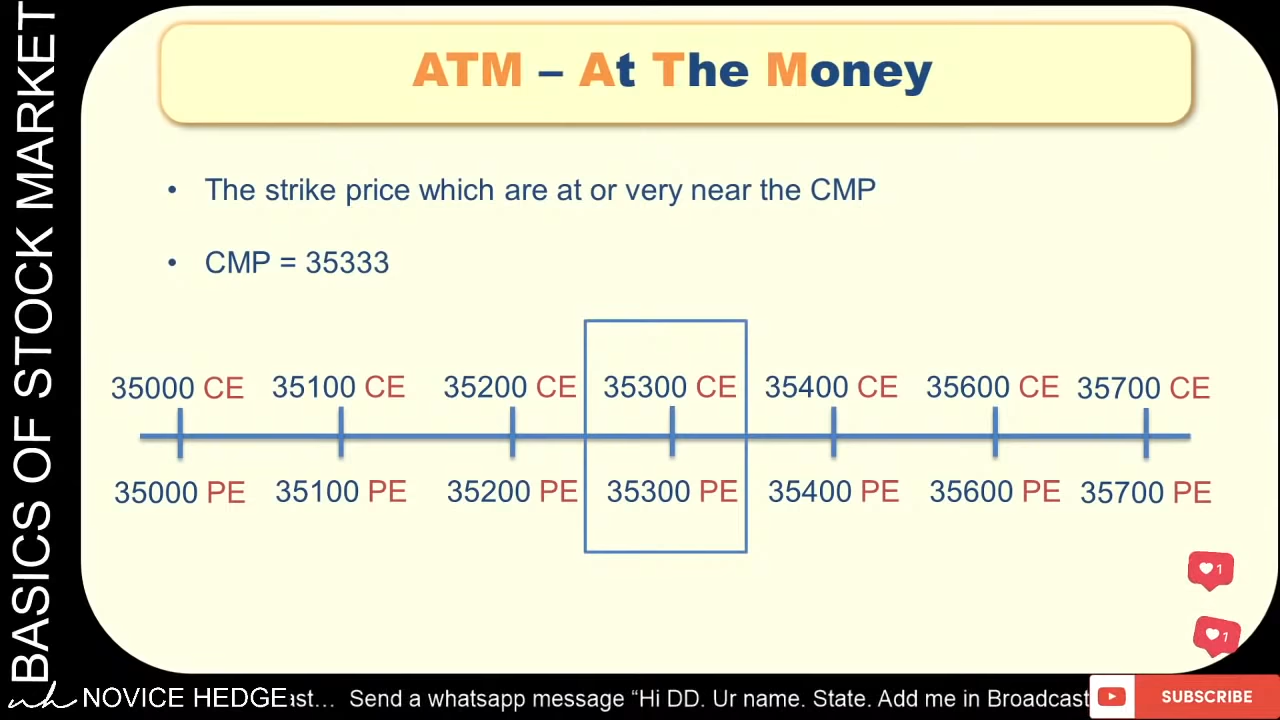 BASICS OF STOCK MARKET
ATM – At The Money
• The strike price which are at or very near the CMP
• CMP = 35333
35000 CE 35100 CE 35200 CE 35300 CE 35400 CE 35600 CE 35700 CE
35000 PE 35100 PE 35200 PE 35300 PE 35400 PE 35600 PE 35700 PE
1
1
nh NOVICE HEDGE ast... Send a whatsapp message “Hi DD. Ur name. State. Add me in Broadcast SUBSCRIBE